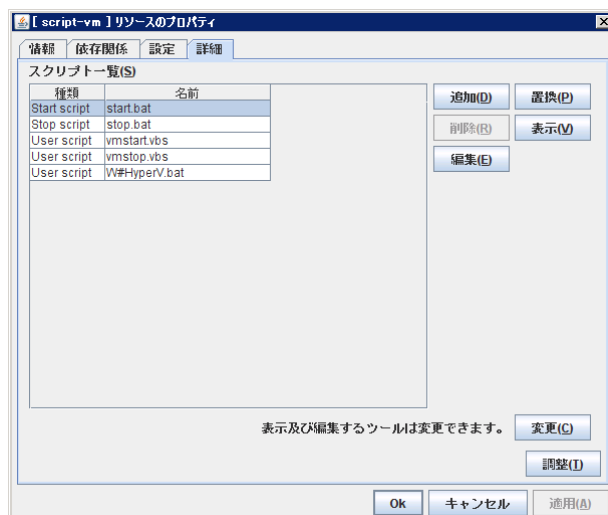 [ script-vm ] リソースのプロパティ
情報 依存関係 設定 詳細
スクリプト一覧(S)
種類 名前
Start script start.bat
Stop script stop.bat
User script vmstart.vbs
User script vmstop.vbs
User script W#HyperV.bat
追加(D) 置換(P)
削除(R) 表示(V)
編集(E)
表示及び編集するツールは変更できます。 変更(C)
調整(T)
Ok キャンセル 適用(A)